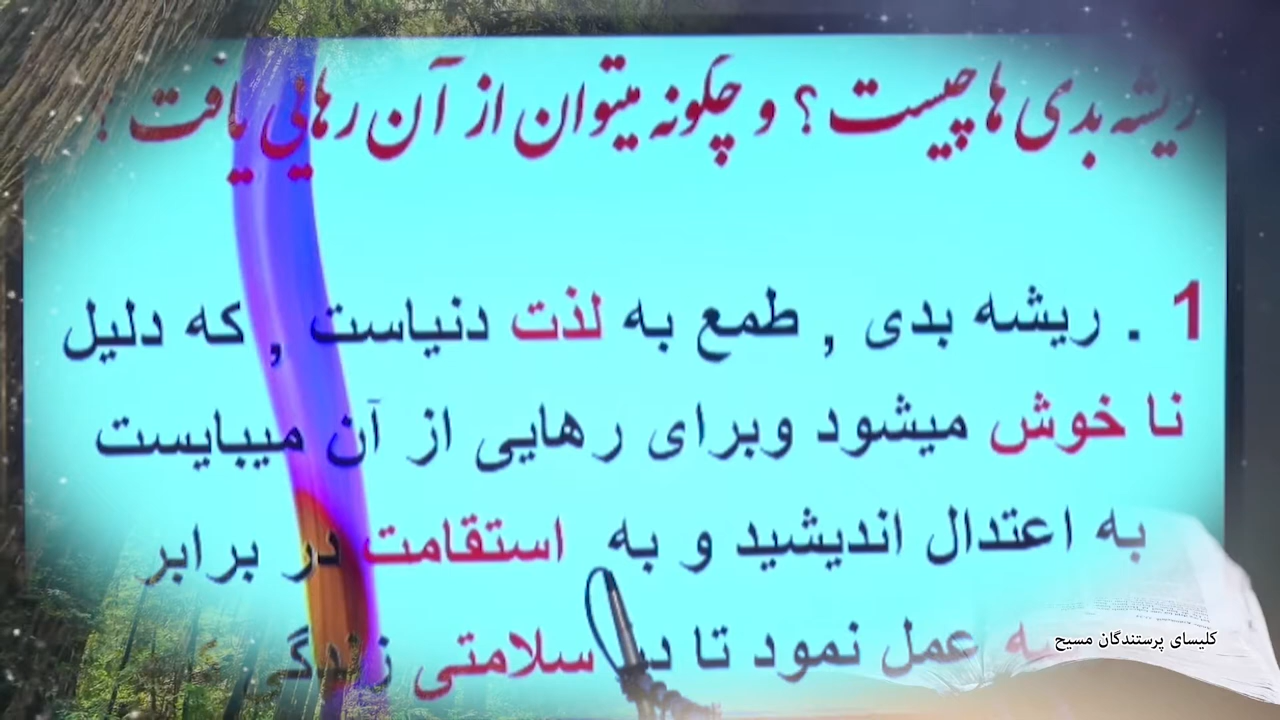 ریشه بدی ها چیست ؟ و چگونه میتوان از آن رهایی یافت ؟
1 . ریشه بدی , طمع به لذت دنیاست , که دلیل
نا خوش میشود وبرای رهایی از آن میبایست
به اعتدال اندیشید و به استقامت در برابر
عمل نمود تا در سلامتی زندگی
کلیسای پرستندگان مسیح